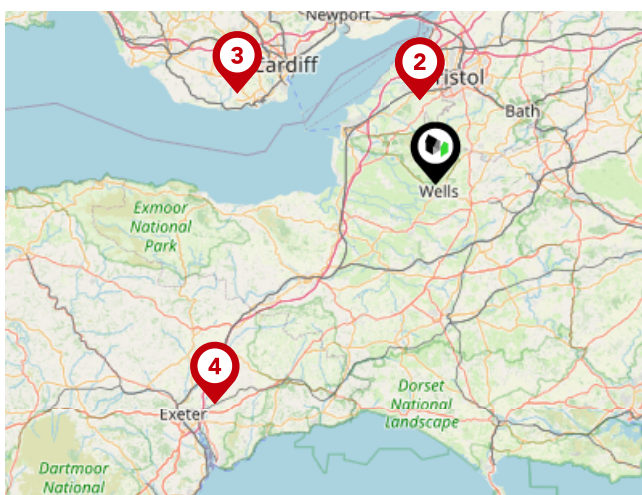 Newport
3
Cardiff
2
Bristol
Bath
Wells
Exmoor
National
Park
4
Exeter
Dorset
National
Landscape
Dartmoor
National